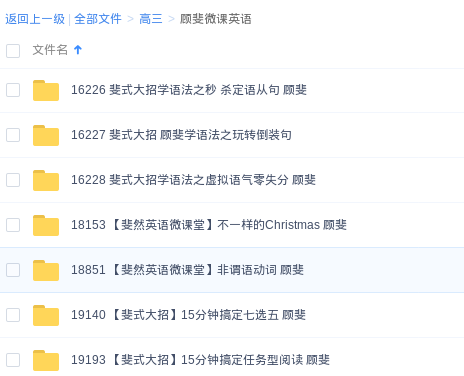 返回上一级 | 全部文件 > 高三 > 顾斐微课英语
文件名
16226 斐式大招学语法之秒 杀定语从句 顾斐
16227 斐式大招 顾斐学语法之玩转倒装句
16228 斐式大招学语法之虚拟语气零失分 顾斐
18153 【斐然英语微课堂】不一样的Christmas 顾斐
18851 【斐然英语微课堂】非谓语动词 顾斐
19140 【斐式大招】15分钟搞定七选五 顾斐
19193 【斐式大招】15分钟搞定任务型阅读 顾斐